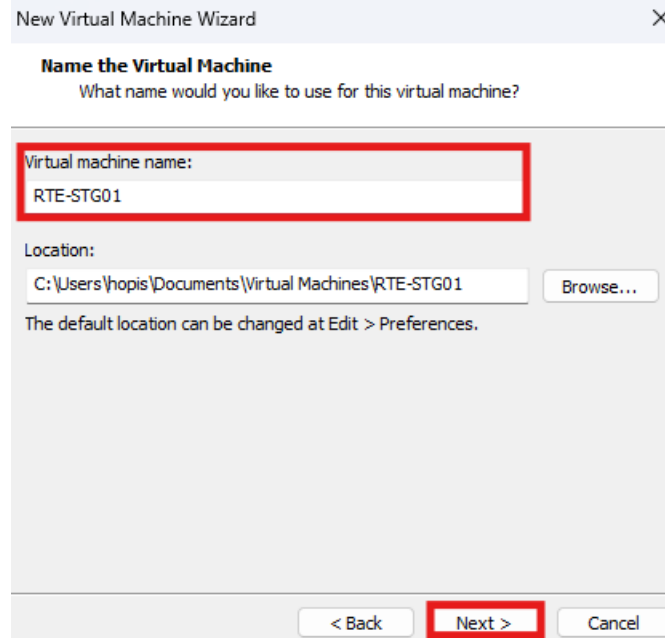 New Virtual Machine Wizard
Name the Virtual Machine
What name would you like to use for this virtual machine?
Virtual machine name:
RTE-STG01
Location:
C:\Users\hopis\Documents\Virtual Machines\RTE-STG01
Browse...
The default location can be changed at Edit > Preferences.
< Back Next > Cancel